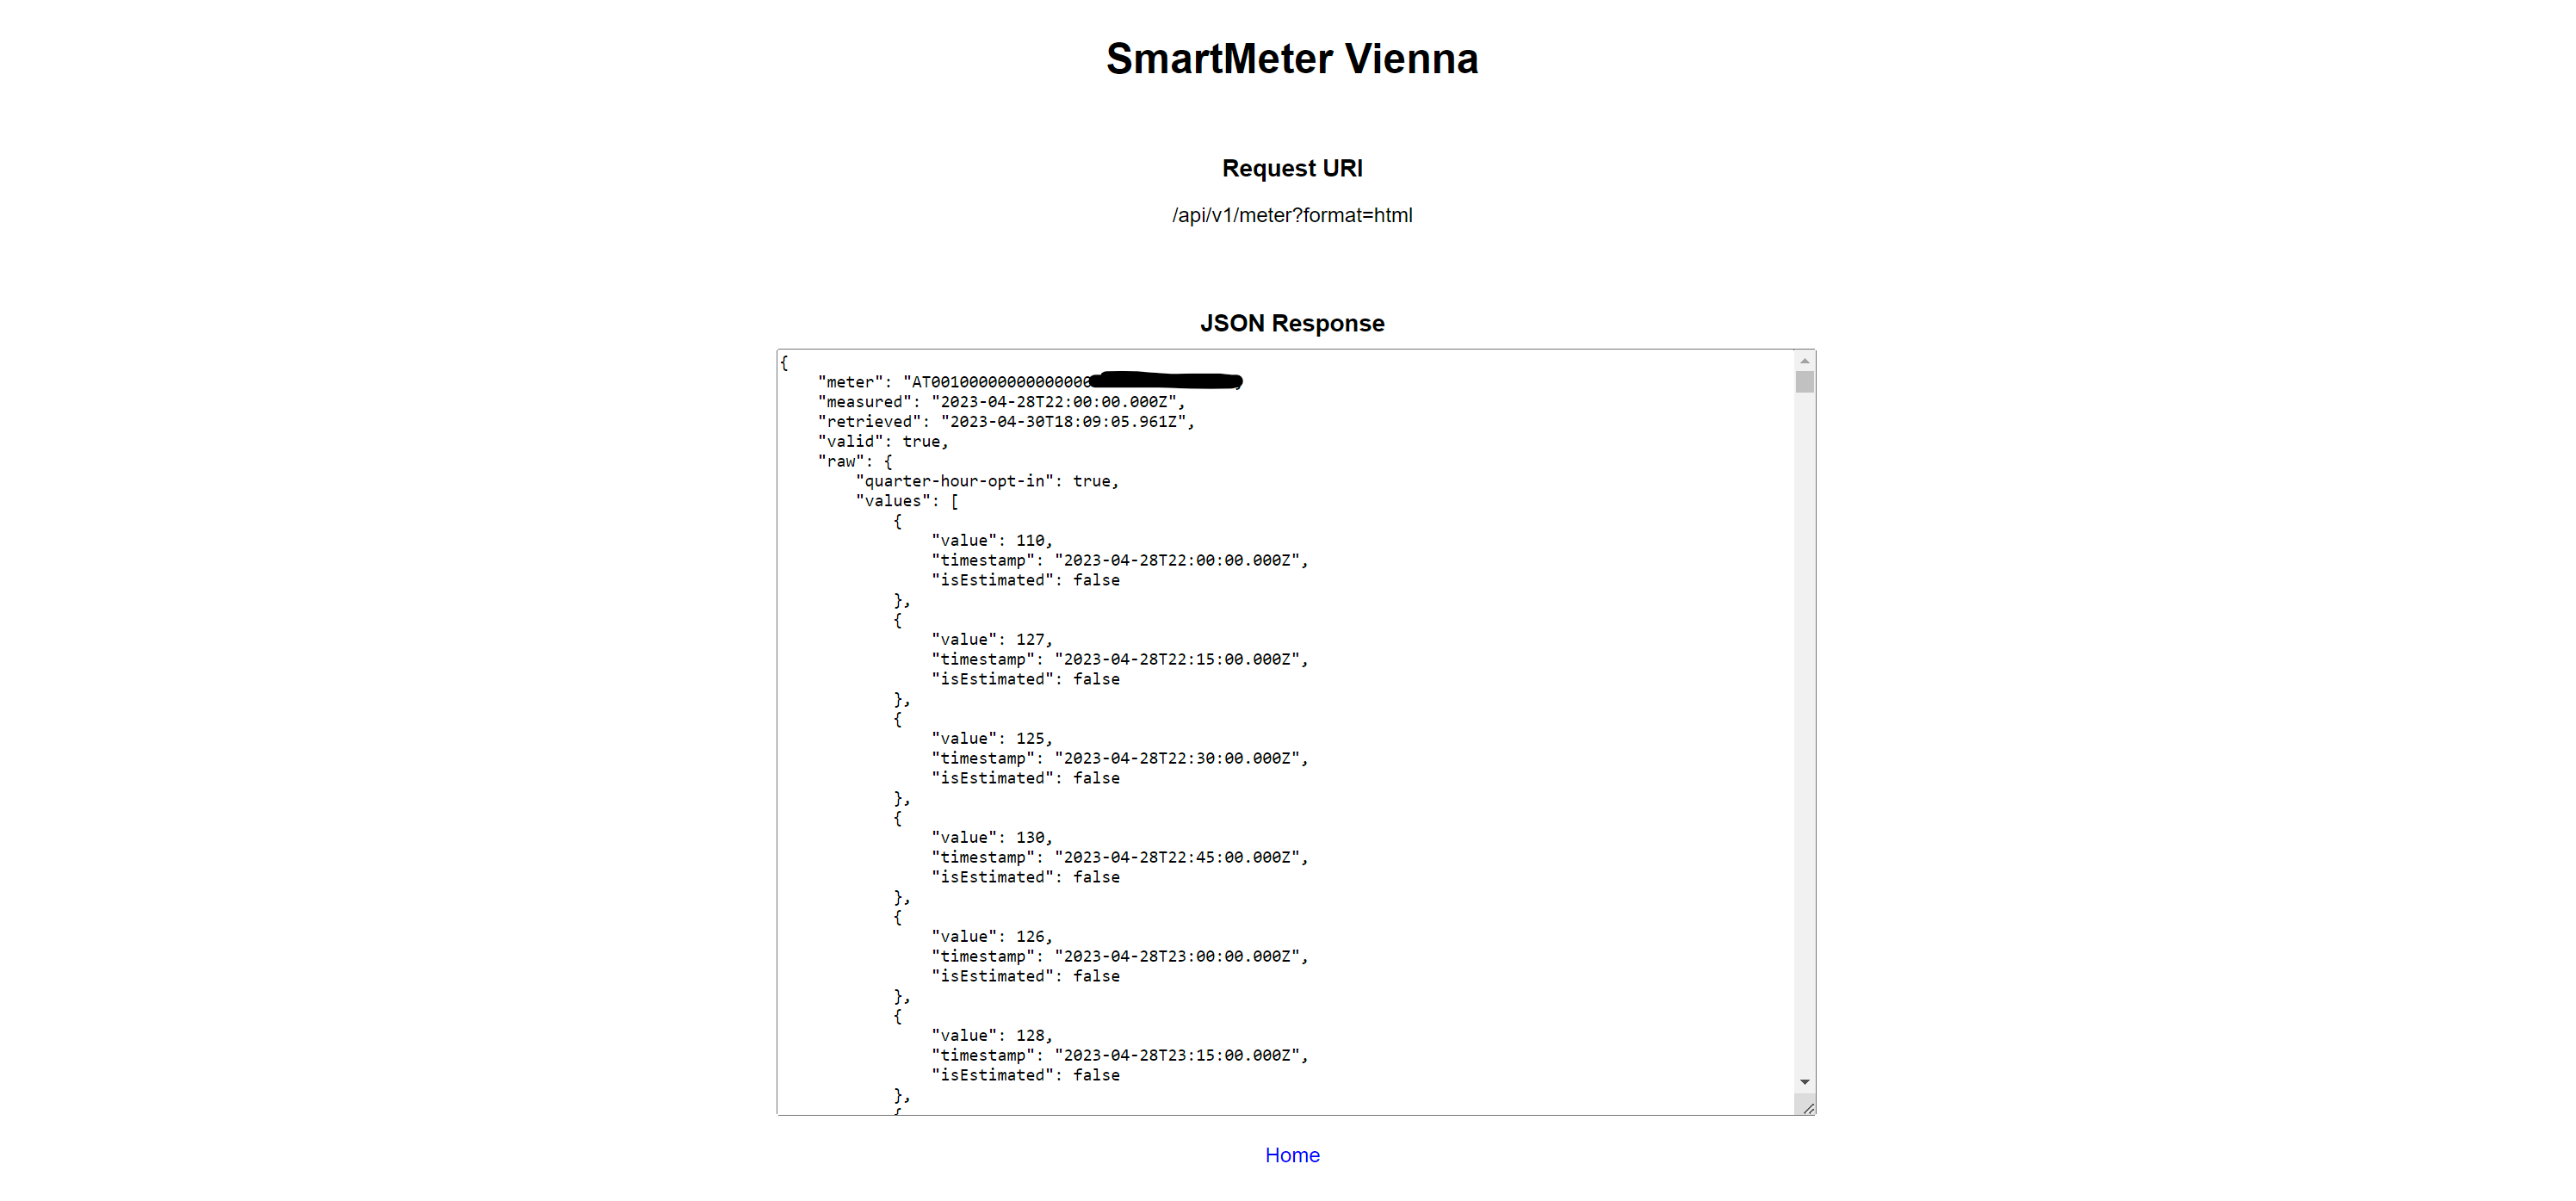 SmartMeter Vienna
Request URI
/api/v1/meter?format=html
JSON Response
{
    "meter": "AT0010000000000000
    "measured": "2023-04-28T22:00:00.000Z",
    "retrieved": "2023-04-30T18:09:05.961Z",
    "valid": true,
    "raw": {
        "quarter-hour-opt-in": true,
        "values": [
            {
                "value": 110,
                "timestamp": "2023-04-28T22:00:00.000Z",
                "isEstimated": false
            },
            {
                "value": 127,
                "timestamp": "2023-04-28T22:15:00.000Z",
                "isEstimated": false
            },
            {
                "value": 125,
                "timestamp": "2023-04-28T22:30:00.000Z",
                "isEstimated": false
            },
            {
                "value": 130,
                "timestamp": "2023-04-28T22:45:00.000Z",
                "isEstimated": false
            },
            {
                "value": 126,
                "timestamp": "2023-04-28T23:00:00.000Z",
                "isEstimated": false
            },
            {
                "value": 128,
                "timestamp": "2023-04-28T23:15:00.000Z",
                "isEstimated": false
            },
            {
Home